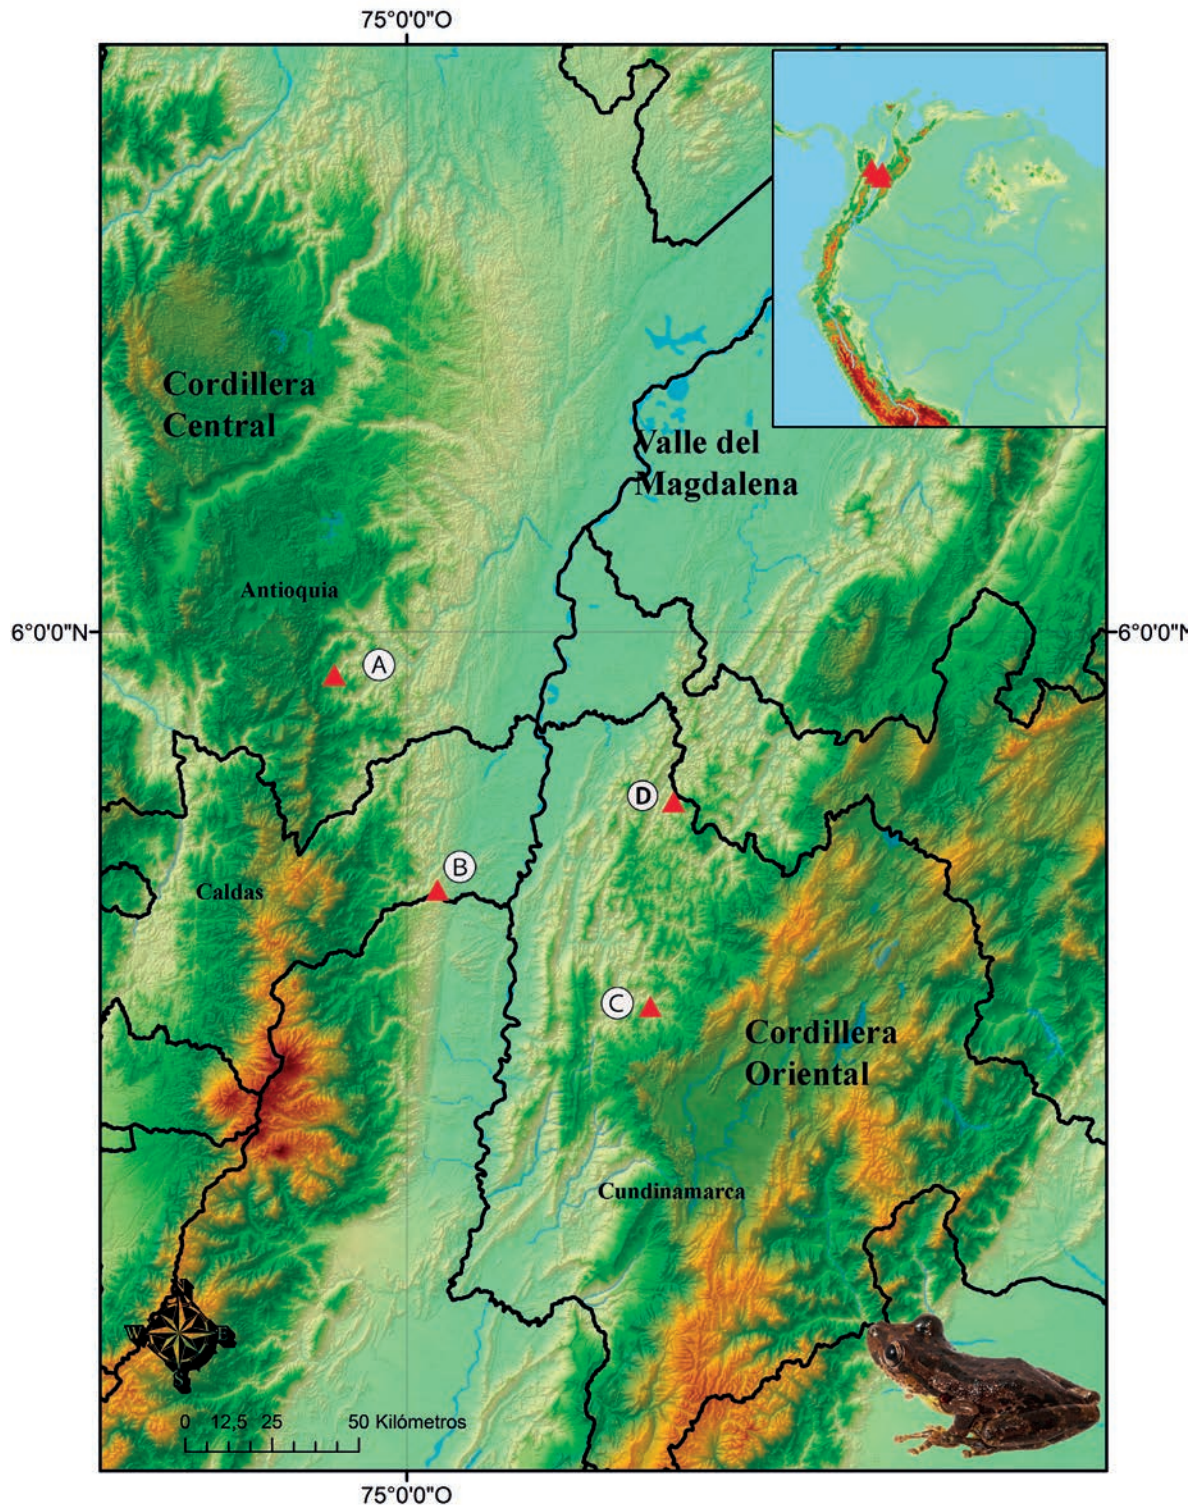 75°0'0"O
Cordillera
Central
Valle del
Magdalena
Antioquia
6°0'0"N
6°0'0"N
A
D
B
Caldas
C
Cordillera
Oriental
Cundinamarca
N
W
E
S
0 12,5 25 50 Kilómetros
75°0'0"O